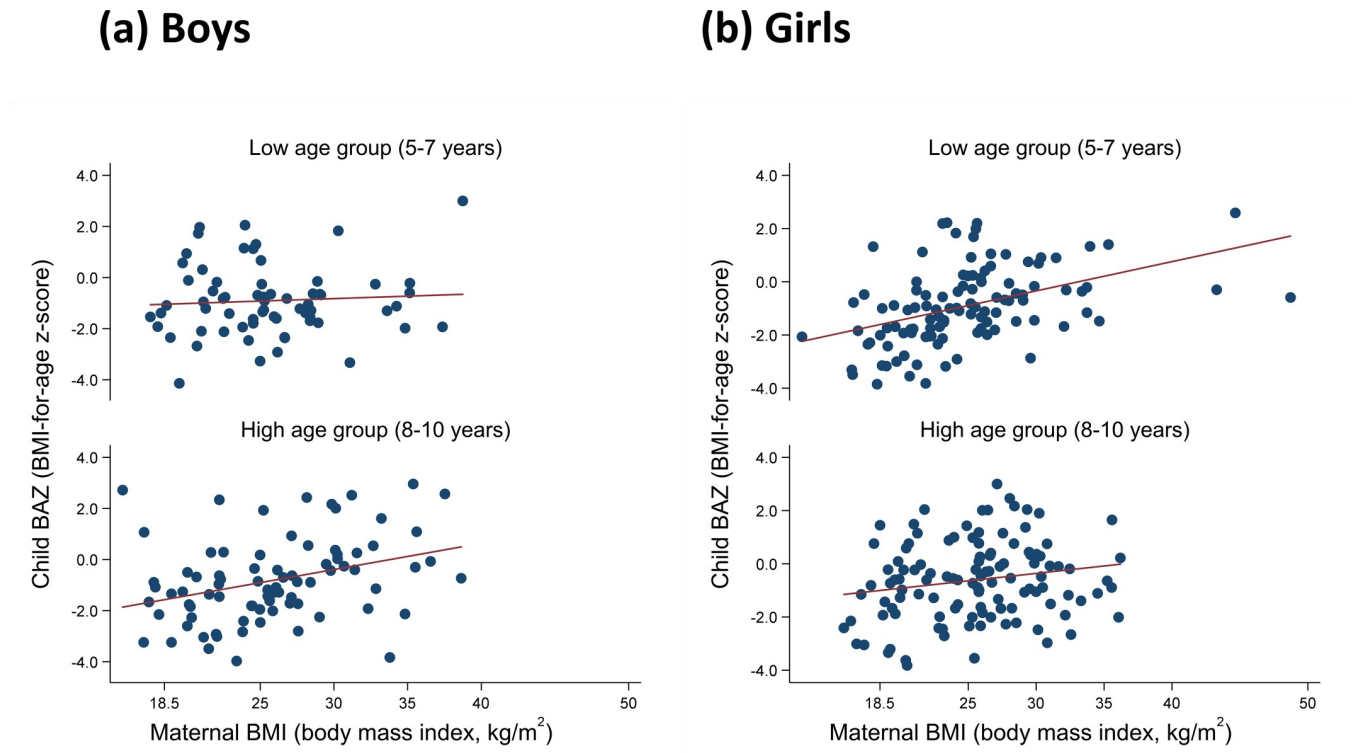 (a) Boys
(b) Girls
Low age group (5-7 years)
4.0
2.0
0.0
-2.0
-4.0
High age group (8-10 years)
4.0
2.0
0.0
-2.0
-4.0
18.5 25 30 35 40 50
Child BAZ (BMI-for-age z-score)
Maternal BMI (body mass index, kg/m²)
Low age group (5-7 years)
4.0
2.0
0.0
-2.0
-4.0
High age group (8-10 years)
4.0
2.0
0.0
-2.0
-4.0
18.5 25 30 35 40 50
Child BAZ (BMI-for-age z-score)
Maternal BMI (body mass index, kg/m²)